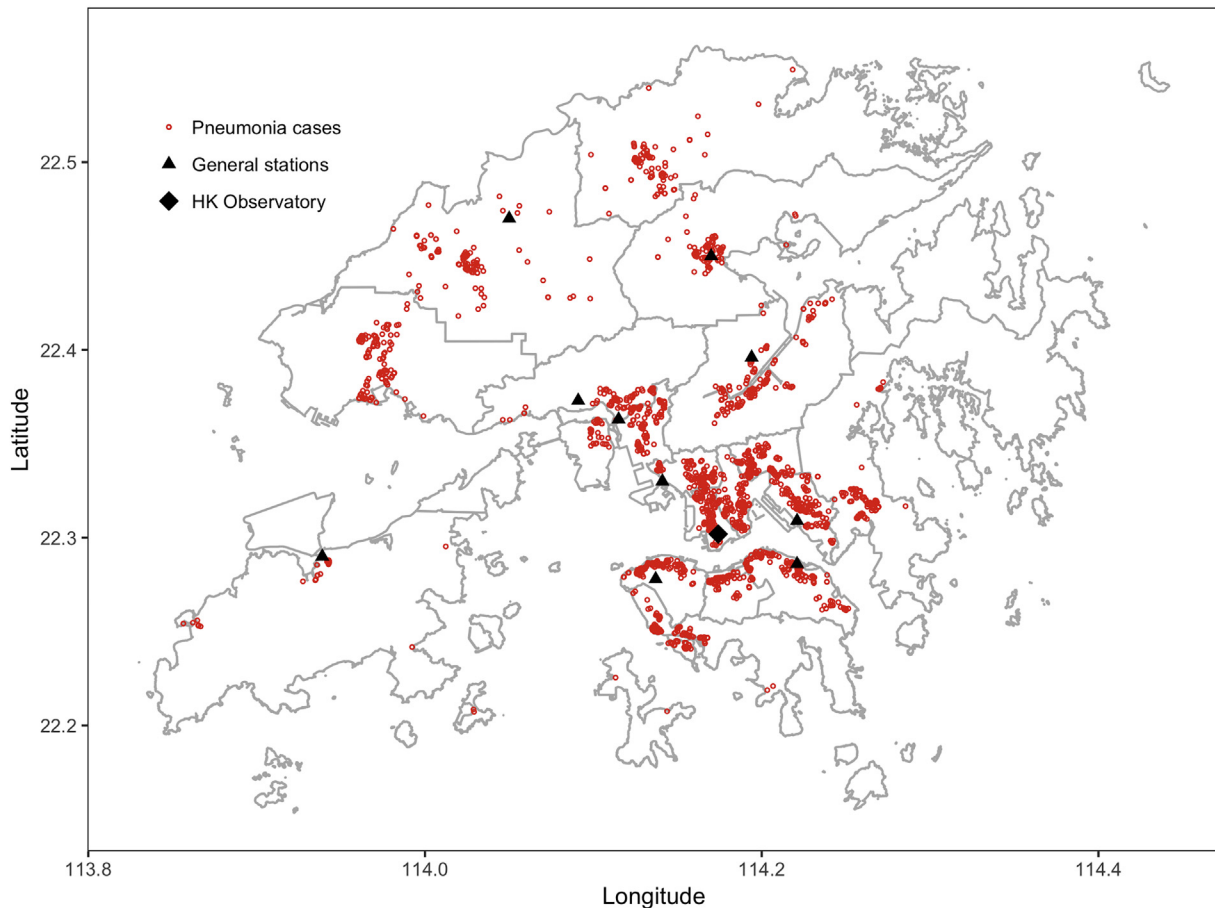 Pneumonia cases
General stations
HK Observatory
22.5
22.4
22.3
22.2
Latitude
113.8
114.0
114.2
114.4
Longitude